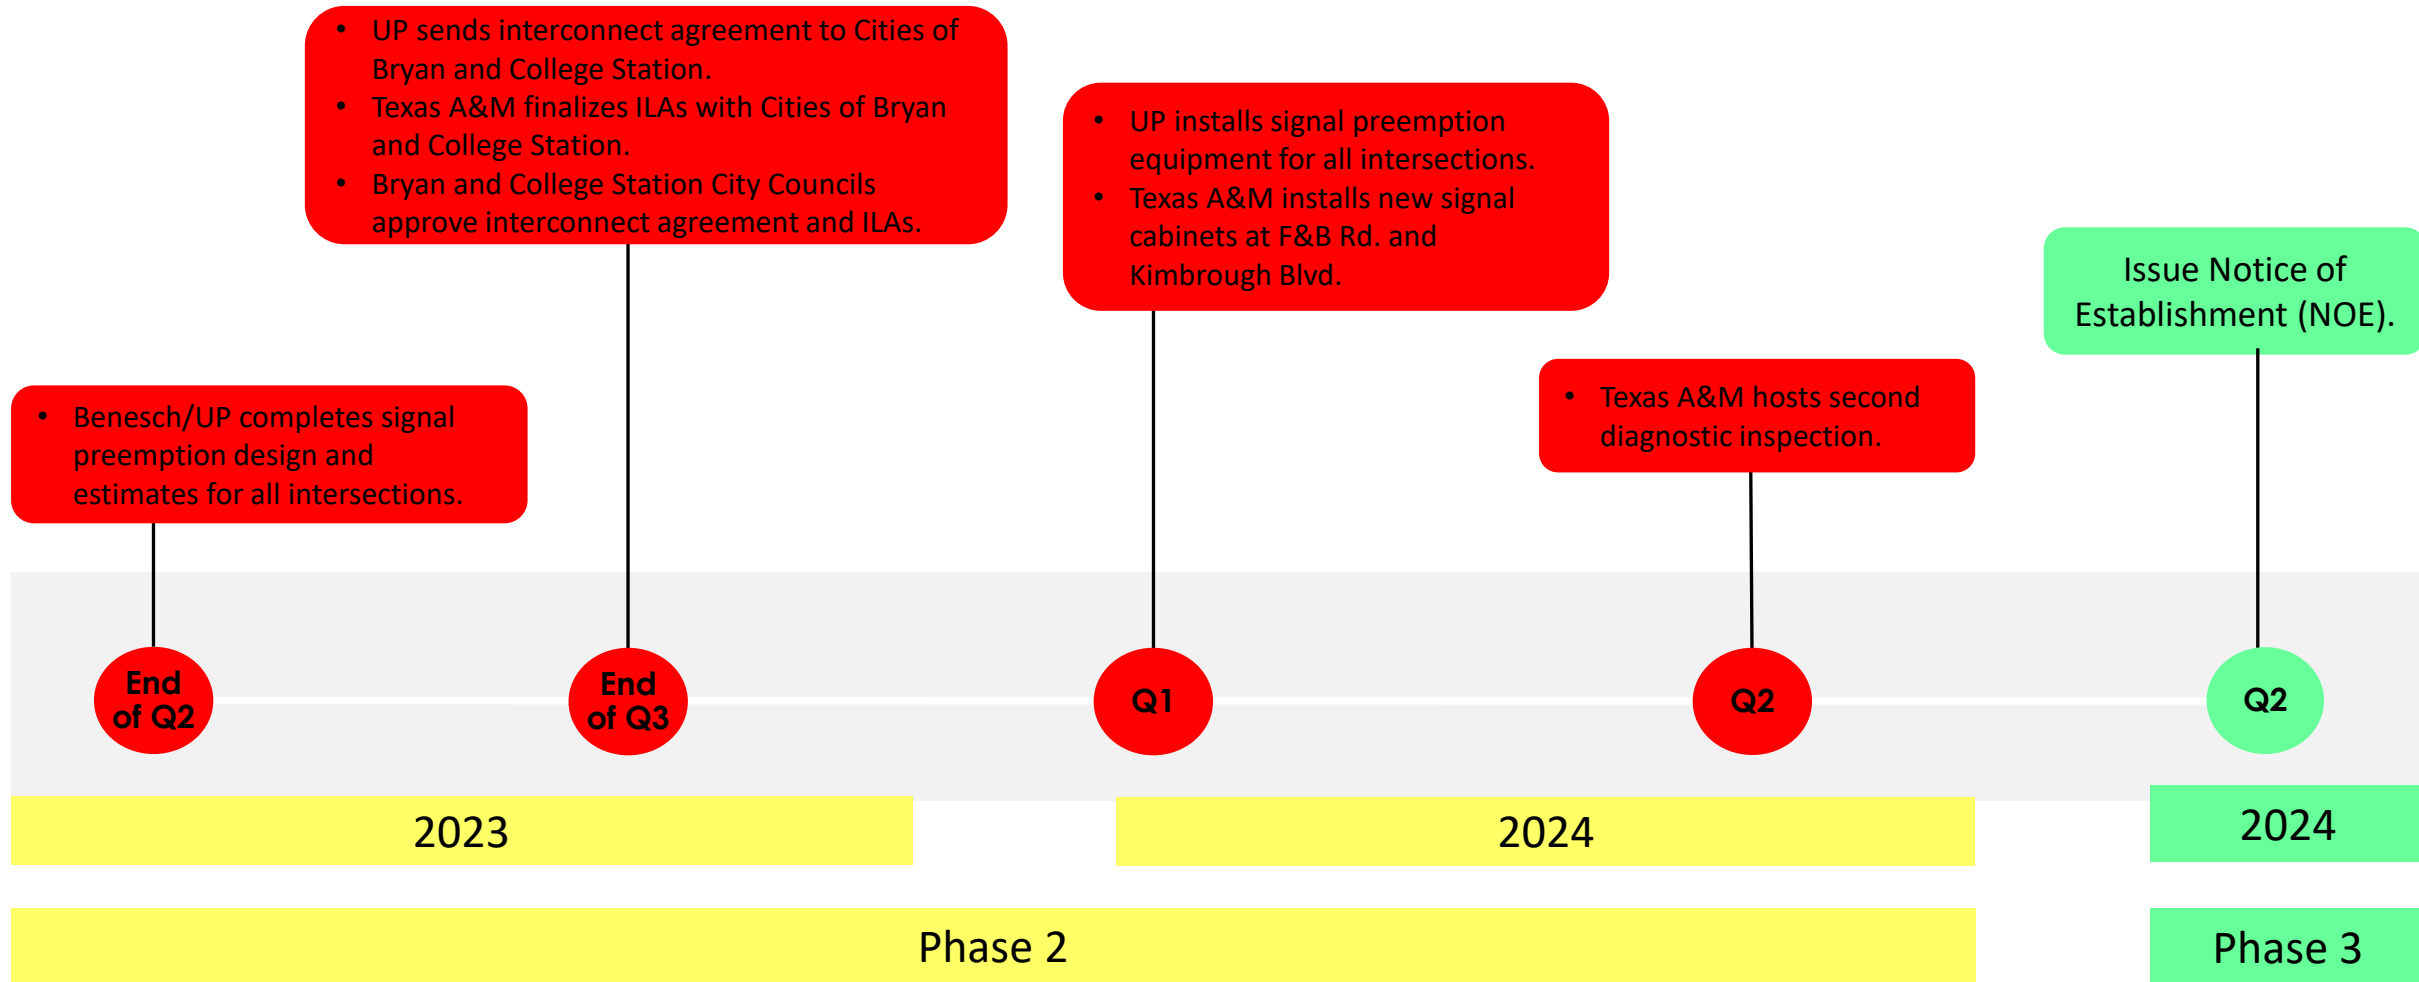 • UP sends interconnect agreement to Cities of
Bryan and College Station.
• Texas A&M finalizes ILAs with Cities of Bryan
and College Station.
• Bryan and College Station City Councils
approve interconnect agreement and ILAs.
• UP installs signal preemption
equipment for all intersections.
• Texas A&M installs new signal
cabinets at F&B Rd. and
Kimbrough Blvd.
Issue Notice of
Establishment (NOE).
• Benesch/UP completes signal
preemption design and
estimates for all intersections.
• Texas A&M hosts second
diagnostic inspection.
End
of Q2
End
of Q3
Q1
Q2
Q2
2023
2024
2024
Phase 2
Phase 3